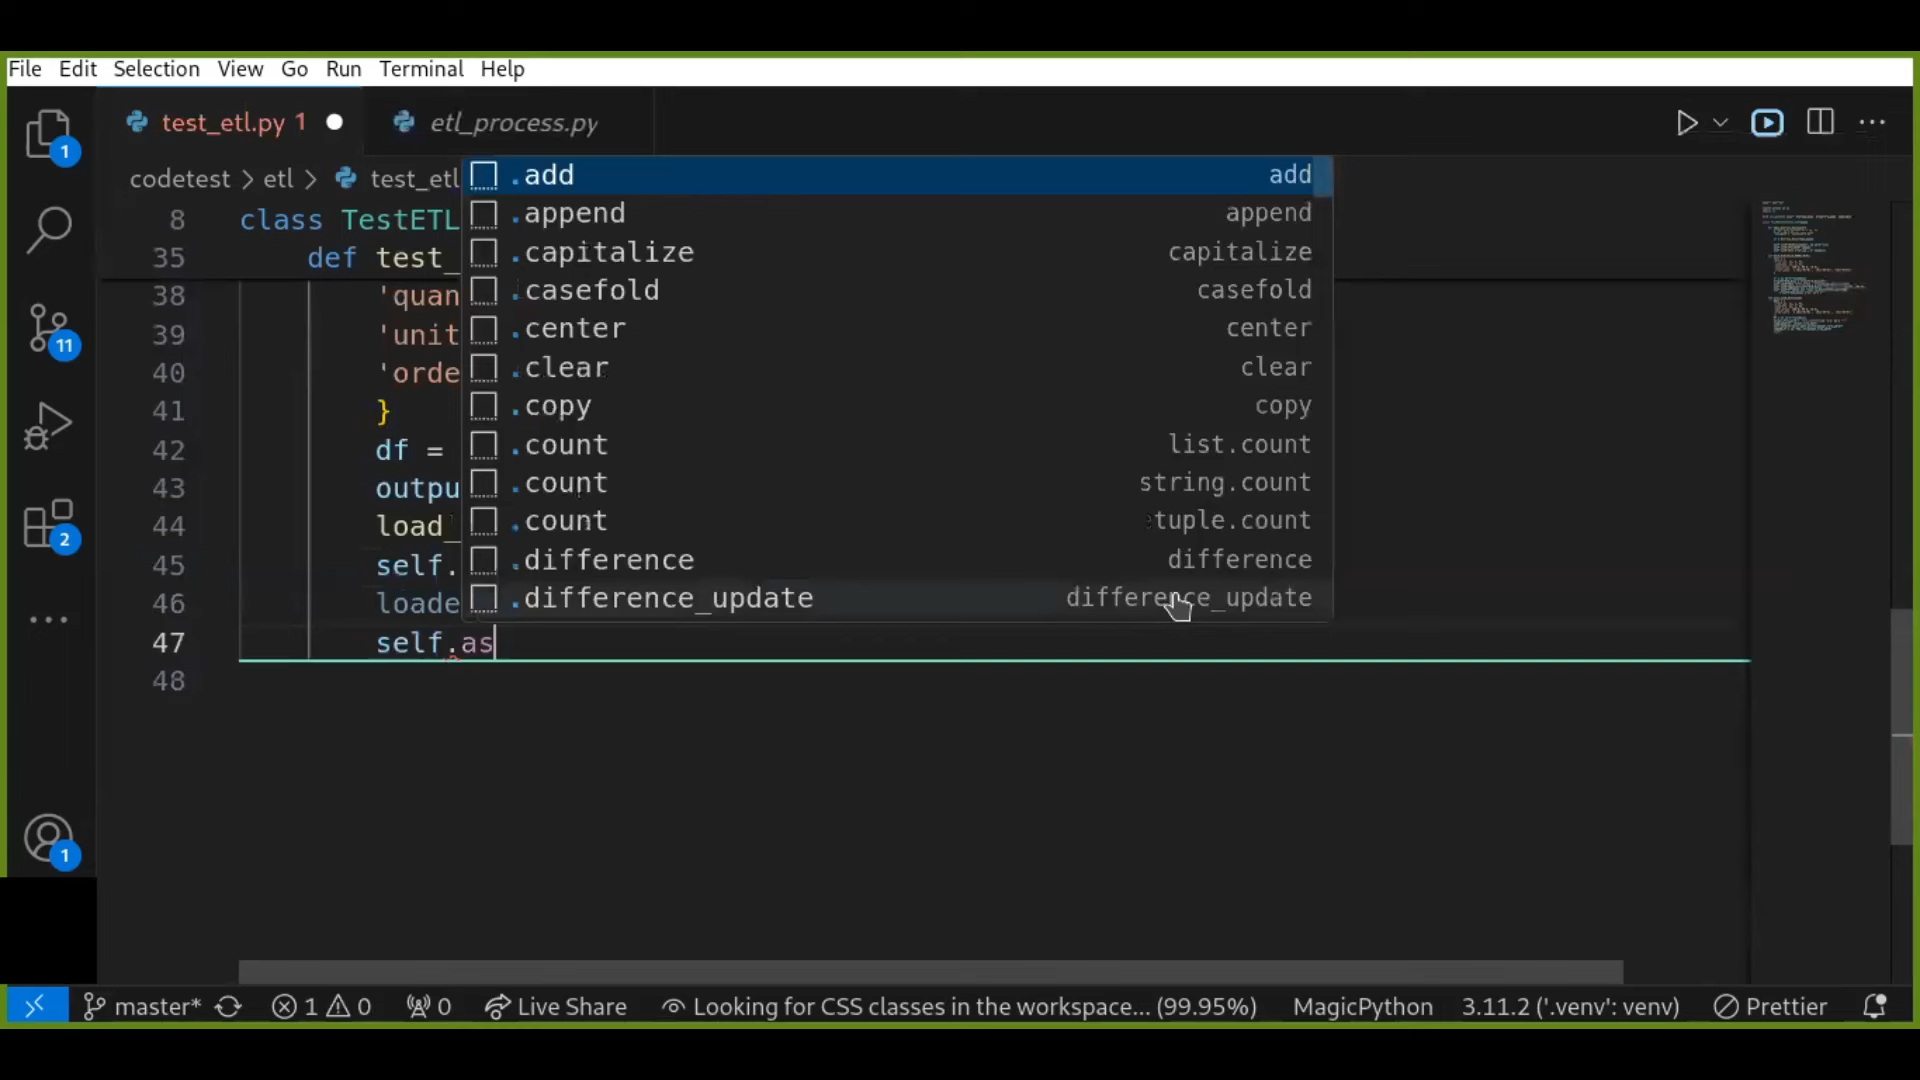 File Edit Selection View Go Run Terminal Help
test_etl.py 1 etl_process.py
1
codetest > etl > test_etl
8 class TestETL
35 def test_
38 'quan
39 'unit
40 'orde
41 }
42 df =
43 outpu
44 load_
45 self.
46 loade
47 self.as
48
.add add
.append append
.capitalize capitalize
.casefold casefold
.center center
.clear clear
.copy copy
.count list.count
.count string.count
.count tuple.count
.difference difference
.difference_update difference_update
11
2
1
master* 1 0 0 Live Share Looking for CSS classes in the workspace... (99.95%) MagicPython 3.11.2 ('.venv': venv) Prettier